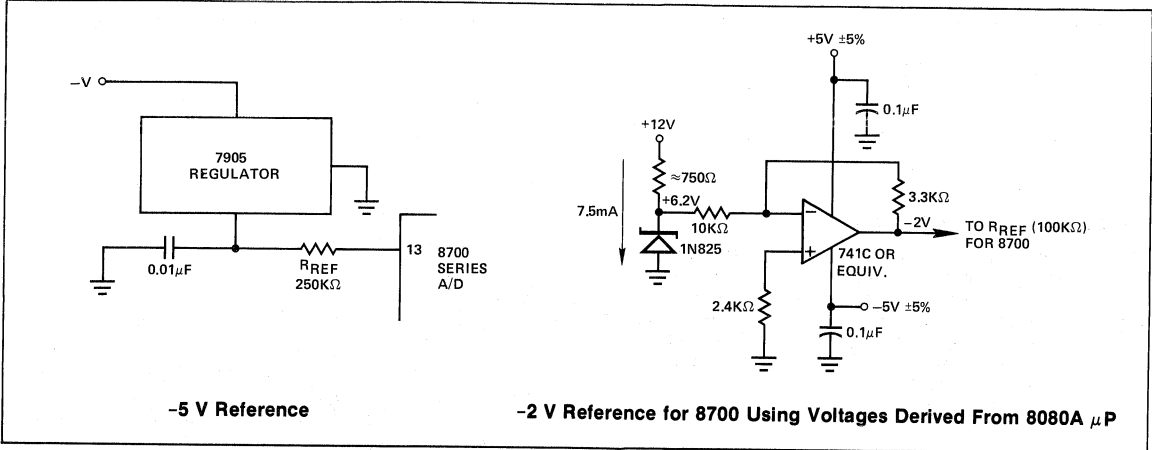 −V
7905
REGULATOR
0.01μF
RREF
250KΩ
13
8700
SERIES
A/D
−5 V Reference
+5V ±5%
0.1μF
+12V
≈750Ω
+6.2V
7.5mA
10KΩ
1N825
−
+
3.3KΩ
−2V
TO RREF (100KΩ)
FOR 8700
741C OR
EQUIV.
2.4KΩ
−5V ±5%
0.1μF
−2 V Reference for 8700 Using Voltages Derived From 8080A μP